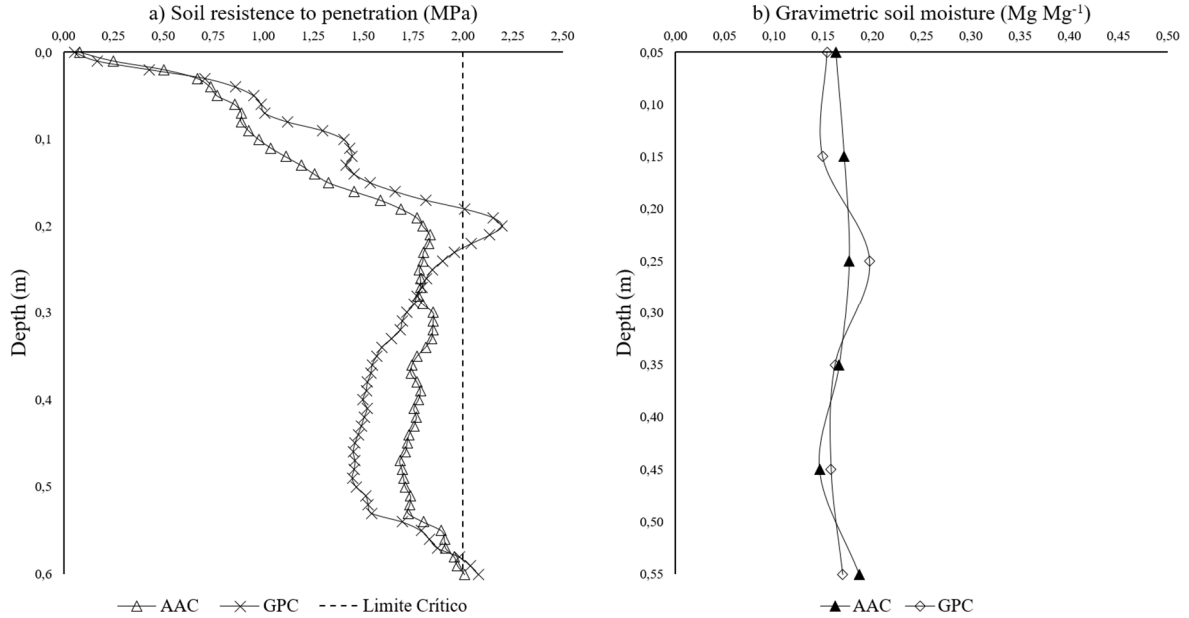 a) Soil resistence to penetration (MPa)
0,0 0,25 0,50 0,75 1,00 1,25 1,50 1,75 2,00 2,25 2,50
0,0
0,1
0,2
0,3
0,4
0,5
0,6
Depth (m)
AAC GPC Limite Crítico
b) Gravimetric soil moisture (Mg Mg⁻¹)
0,00 0,05 0,10 0,15 0,20 0,25 0,30 0,35 0,40 0,45 0,50
0,05
0,10
0,15
0,20
0,25
0,30
0,35
0,40
0,45
0,50
0,55
Depth (m)
AAC GPC